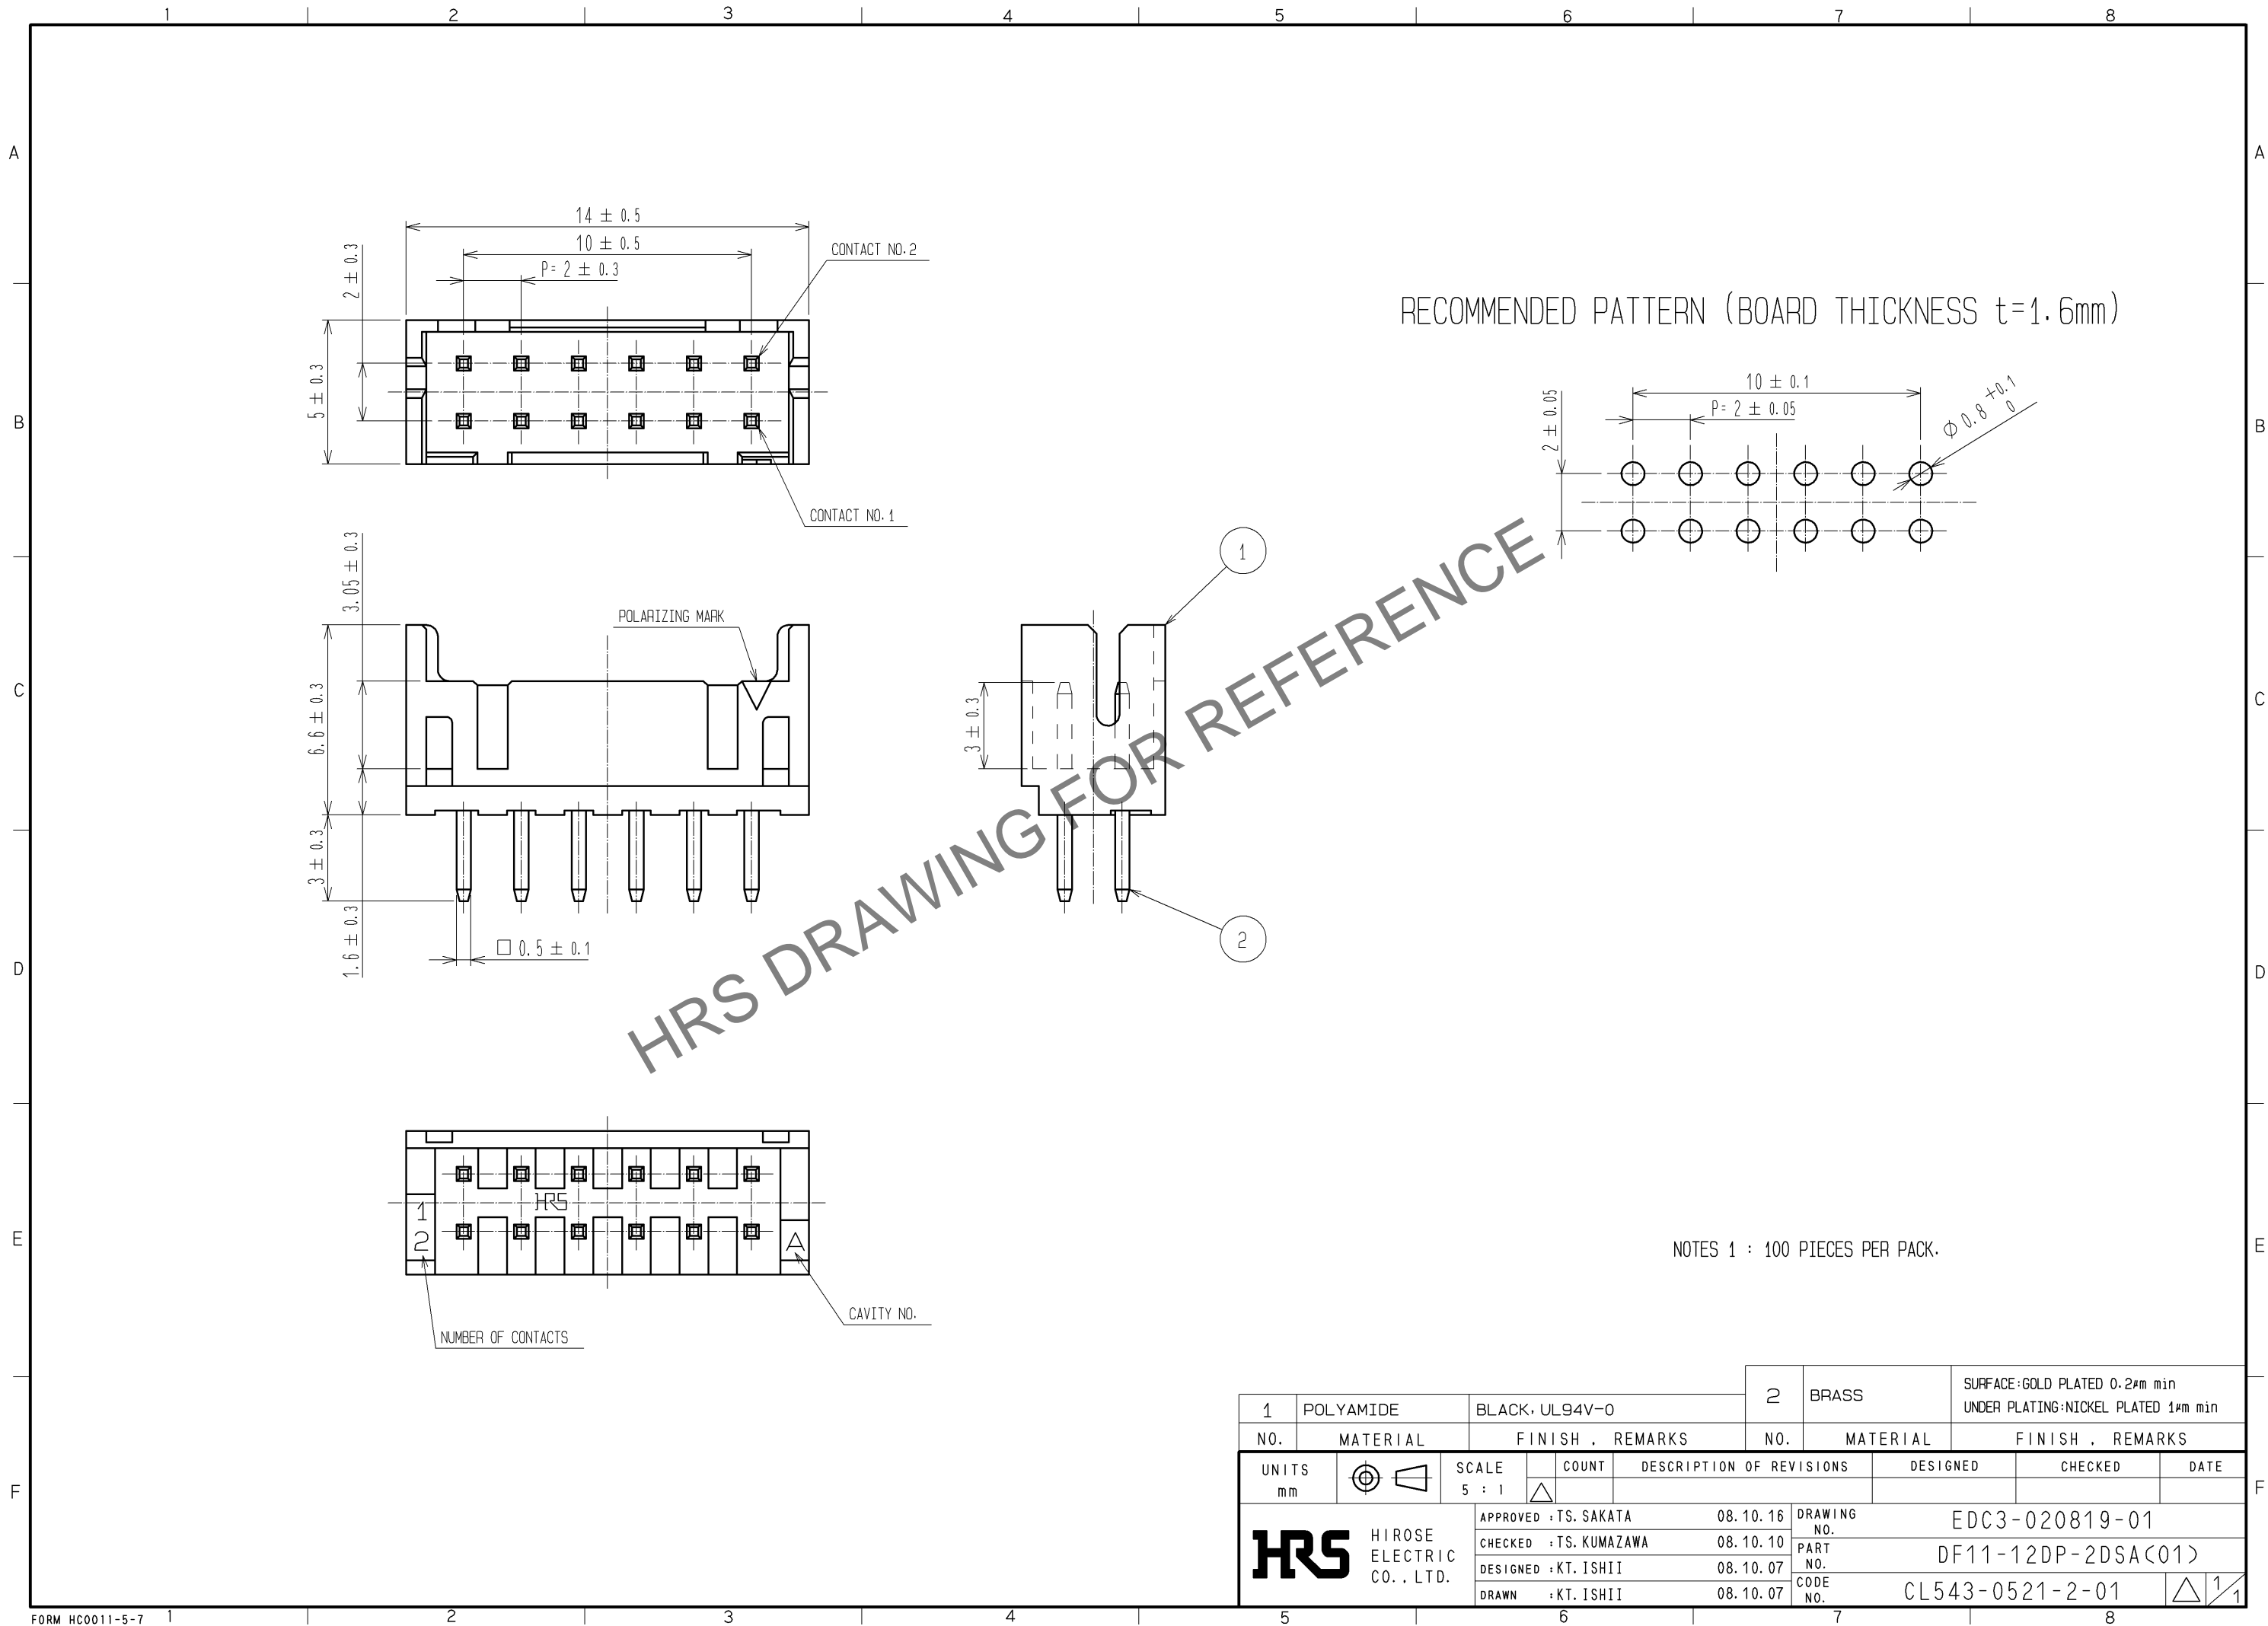 1 2 3 4 5 6 7 8
A A
B B
C C
D D
E E
F F
14 ± 0.5
10 ± 0.5
P= 2 ± 0.3
2 ± 0.3
5 ± 0.3
CONTACT NO.2
CONTACT NO.1
RECOMMENDED PATTERN (BOARD THICKNESS t=1.6mm)
10 ± 0.1
P= 2 ± 0.05
2 ± 0.05
Ø 0.8 +0.1 0
3.05 ± 0.3
POLARIZING MARK
6.6 ± 0.3
3 ± 0.3
1.6 ± 0.3
□ 0.5 ± 0.1
3 ± 0.3
1
2
HRS DRAWING FOR REFERENCE
HRS
1
2
A
NUMBER OF CONTACTS
CAVITY NO.
NOTES 1 : 100 PIECES PER PACK.
2 BRASS SURFACE:GOLD PLATED 0.2μm min
UNDER PLATING:NICKEL PLATED 1μm min
1 POLYAMIDE BLACK, UL94V-0
NO. MATERIAL FINISH , REMARKS NO. MATERIAL FINISH , REMARKS
UNITS
mm
SCALE
5 : 1
COUNT DESCRIPTION OF REVISIONS DESIGNED CHECKED DATE
HRS
HIROSE
ELECTRIC
CO., LTD.
APPROVED : TS. SAKATA 08.10.16
CHECKED : TS. KUMAZAWA 08.10.10
DESIGNED : KT. ISHII 08.10.07
DRAWN : KT. ISHII 08.10.07
DRAWING NO. EDC3-020819-01
PART NO. DF11-12DP-2DSA(01)
CODE NO. CL543-0521-2-01
1/1
FORM HC0011-5-7
1 2 3 4 5 6 7 8